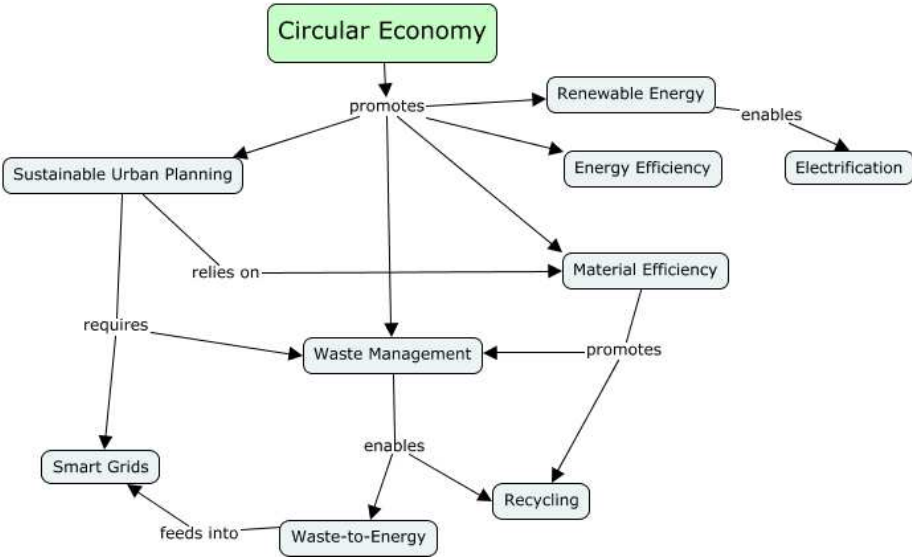 Circular Economy
promotes
Renewable Energy
enables
Sustainable Urban Planning
Energy Efficiency
Electrification
relies on
Material Efficiency
requires
Waste Management
promotes
enables
Smart Grids
Recycling
feeds into
Waste-to-Energy